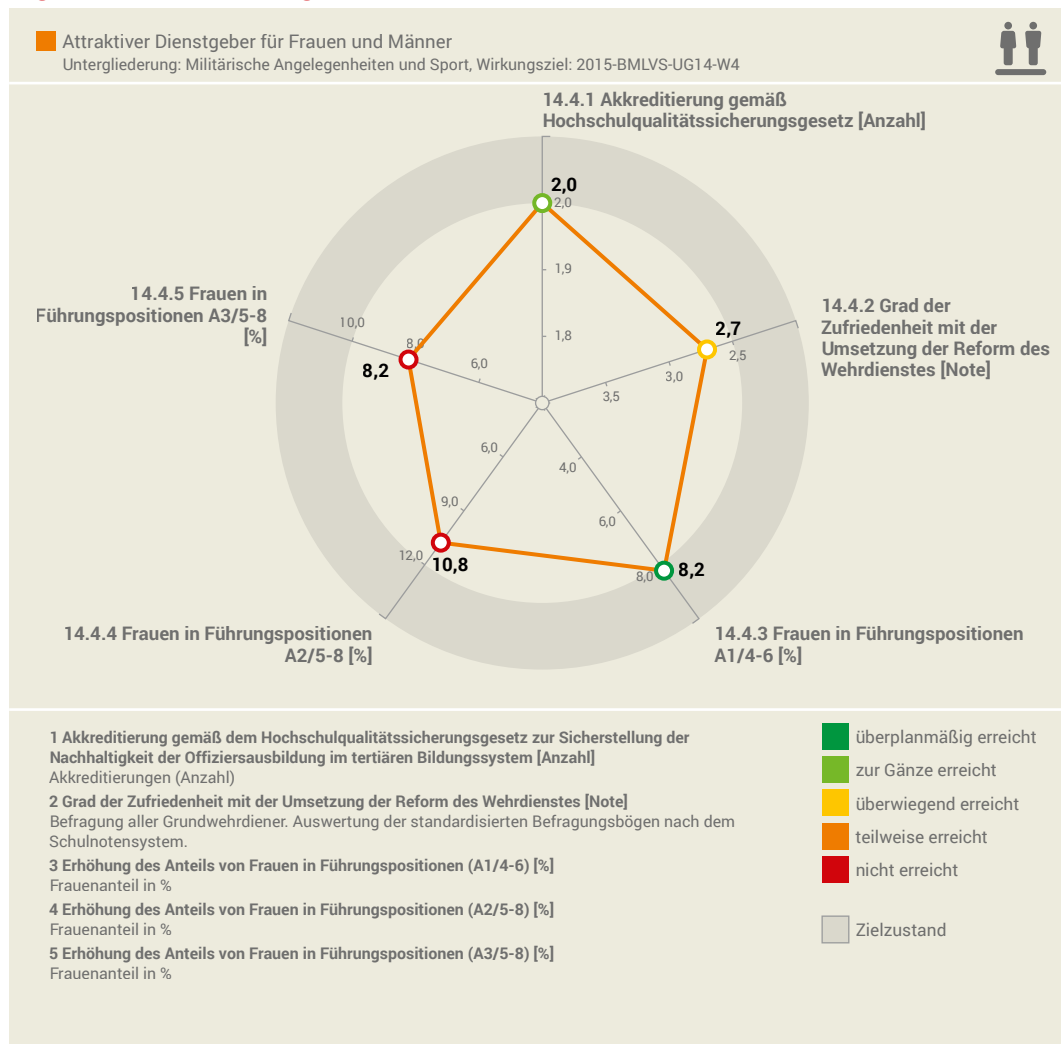 Attraktiver Dienstgeber für Frauen und Männer
Untergliederung: Militärische Angelegenheiten und Sport, Wirkungsziel: 2015-BMLVS-UG14-W4
14.4.1 Akkreditierung gemäß
Hochschulqualitätssicherungsgesetz [Anzahl]
2,0
2,0
1,9
1,8
14.4.2 Grad der
Zufriedenheit mit der
Umsetzung der Reform des
Wehrdienstes [Note]
2,7
2,5
3,0
3,5
14.4.5 Frauen in
Führungspositionen A3/5-8
[%]
10,0
8,0
8,2
6,0
6,0
9,0
12,0
10,8
4,0
6,0
8,0
8,2
14.4.4 Frauen in Führungspositionen
A2/5-8 [%]
14.4.3 Frauen in Führungspositionen
A1/4-6 [%]
1 Akkreditierung gemäß dem Hochschulqualitätssicherungsgesetz zur Sicherstellung der
Nachhaltigkeit der Offiziersausbildung im tertiären Bildungssystem [Anzahl]
Akkreditierungen (Anzahl)
2 Grad der Zufriedenheit mit der Umsetzung der Reform des Wehrdienstes [Note]
Befragung aller Grundwehrdiener. Auswertung der standardisierten Befragungsbögen nach dem
Schulnotensystem.
3 Erhöhung des Anteils von Frauen in Führungspositionen (A1/4-6) [%]
Frauenanteil in %
4 Erhöhung des Anteils von Frauen in Führungspositionen (A2/5-8) [%]
Frauenanteil in %
5 Erhöhung des Anteils von Frauen in Führungspositionen (A3/5-8) [%]
Frauenanteil in %
überplanmäßig erreicht
zur Gänze erreicht
überwiegend erreicht
teilweise erreicht
nicht erreicht
Zielzustand